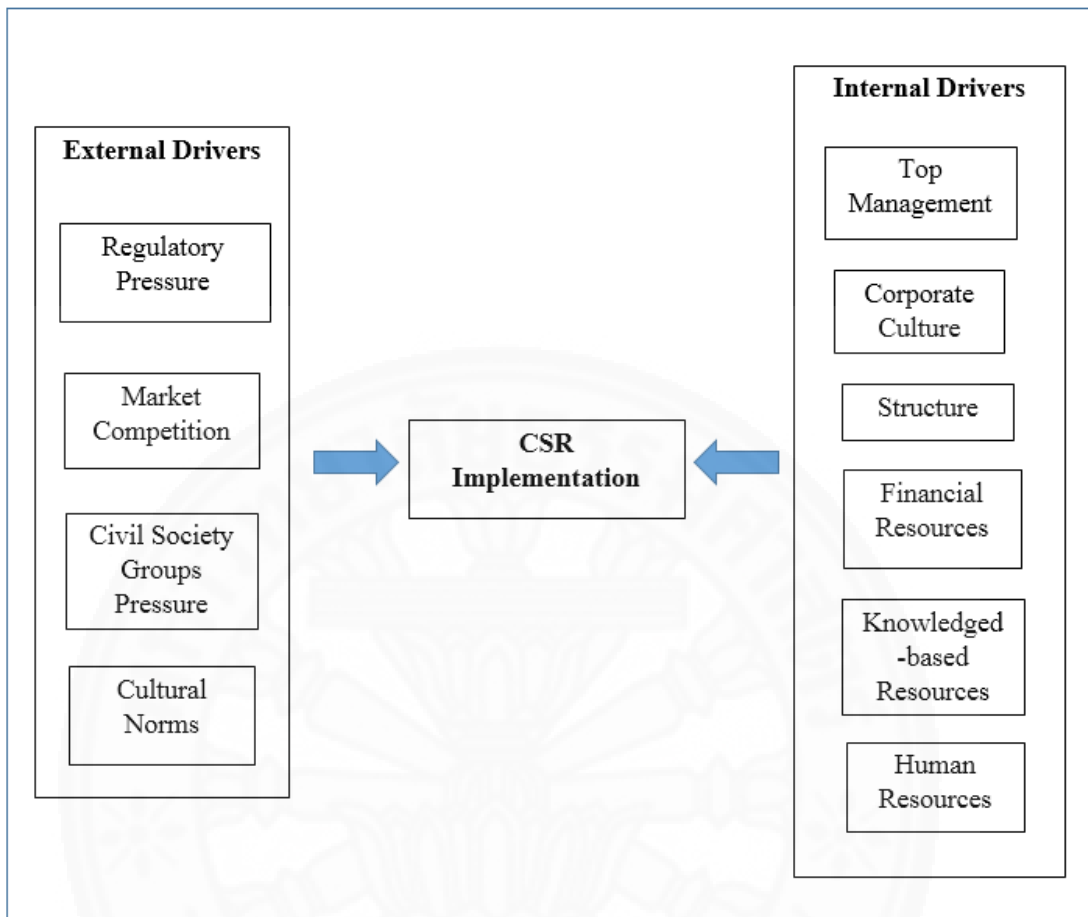 External Drivers
Regulatory
Pressure
Market
Competition
Civil Society
Groups
Pressure
Cultural
Norms
CSR
Implementation
Internal Drivers
Top
Management
Corporate
Culture
Structure
Financial
Resources
Knowledged
-based
Resources
Human
Resources